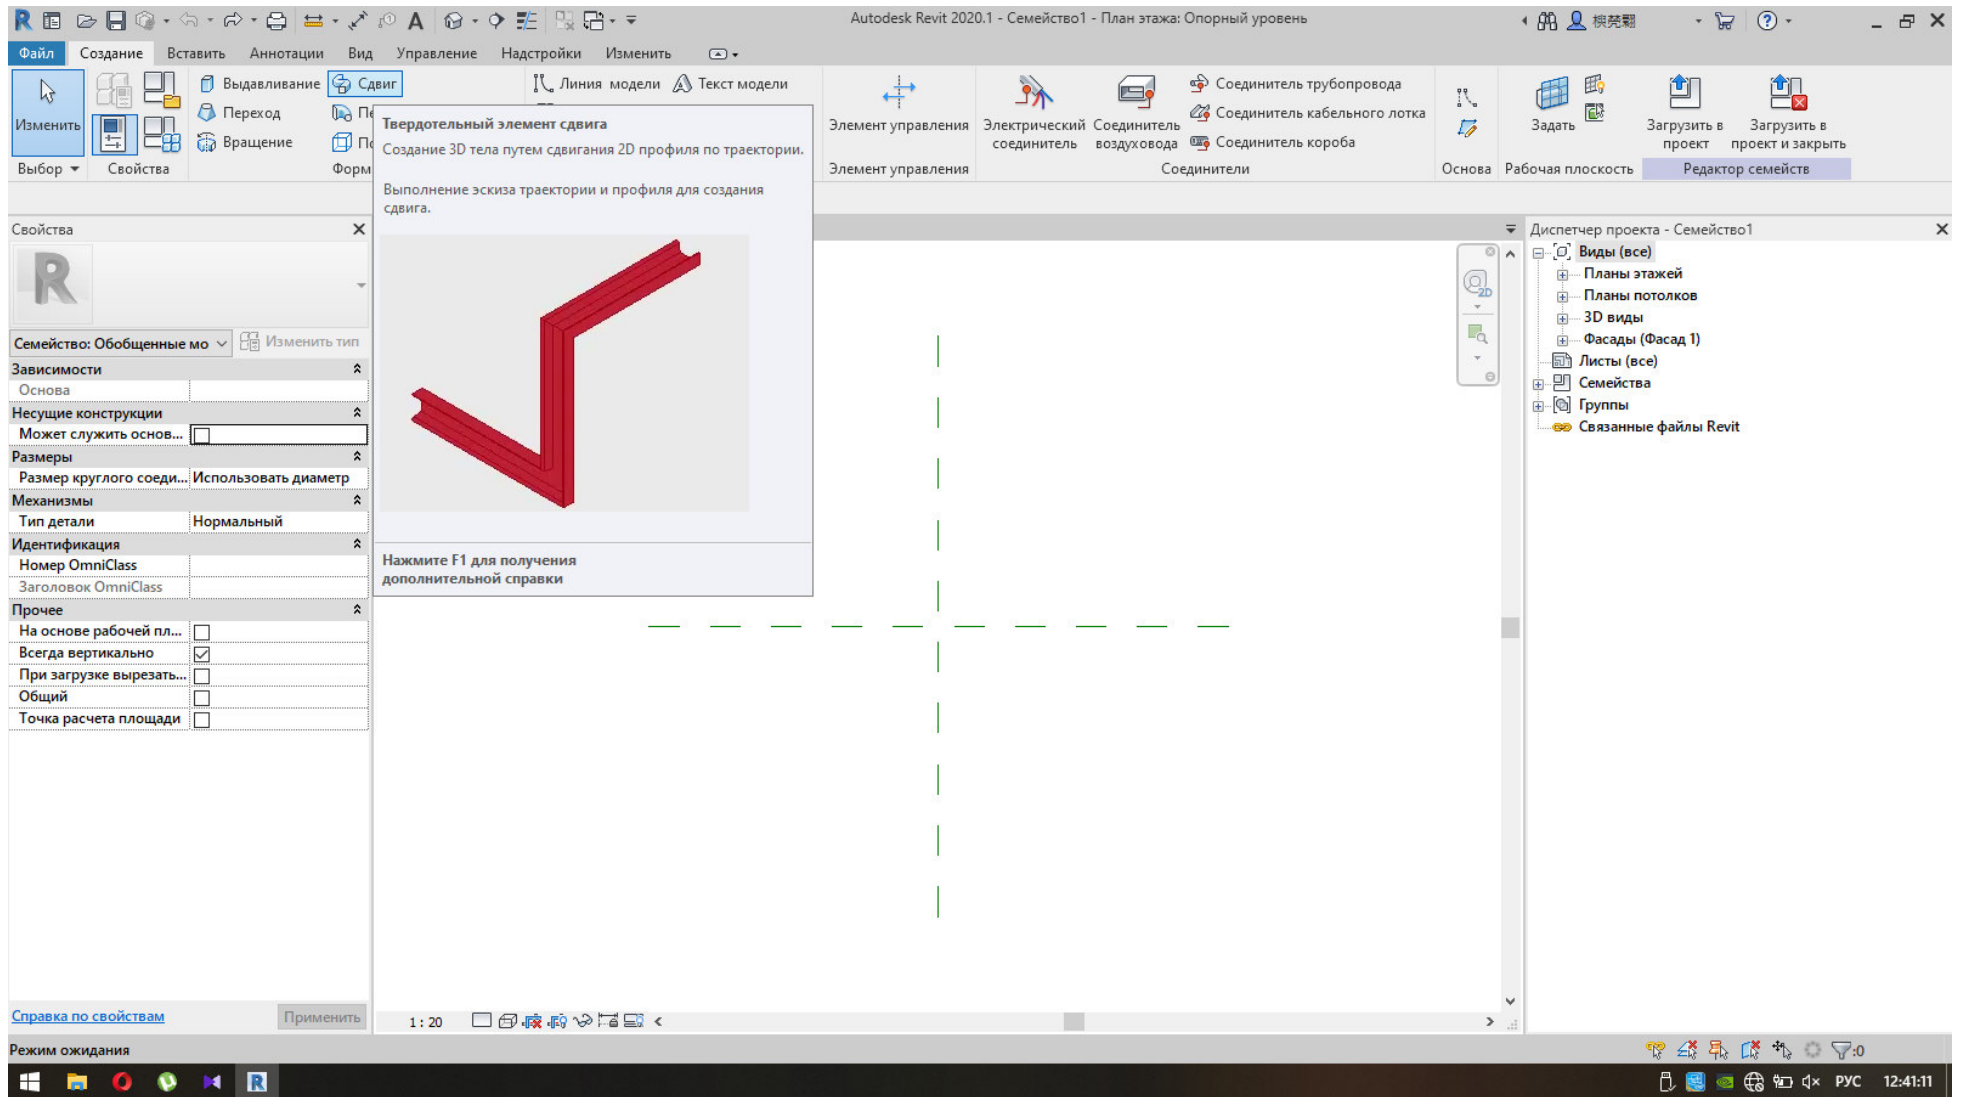 Autodesk Revit 2020.1 - Семейство1 - План этажа: Опорный уровень
Файл Создание Вставить Аннотации Вид Управление Надстройки Изменить
Изменить
Выдавливание
Сдвиг
Переход
Вращение
Линия модели
Текст модели
Элемент управления
Электрический соединитель
Соединитель воздуховода
Соединитель трубопровода
Соединитель кабельного лотка
Соединитель короба
Задать
Загрузить в проект
Загрузить в проект и закрыть
Выбор Свойства Форм Элемент управления Соединители Основа Рабочая плоскость Редактор семейств
Твердотельный элемент сдвига
Создание 3D тела путем сдвигания 2D профиля по траектории.
Выполнение эскиза траектории и профиля для создания
сдвига.
Нажмите F1 для получения
дополнительной справки
Свойства
Семейство: Обобщенные мо
Изменить тип
Зависимости
Основа
Несущие конструкции
Может служить основ...
Размеры
Размер круглого соеди... Использовать диаметр
Механизмы
Тип детали Нормальный
Идентификация
Номер OmniClass
Заголовок OmniClass
Прочее
На основе рабочей пл...
Всегда вертикально
При загрузке вырезать...
Общий
Точка расчета площади
Справка по свойствам
Применить
1 : 20
2D
Диспетчер проекта - Семейство1
Виды (все)
Планы этажей
Планы потолков
3D виды
Фасады (Фасад 1)
Листы (все)
Семейства
Группы
Связанные файлы Revit
Режим ожидания
:0
РУС 12:41:11